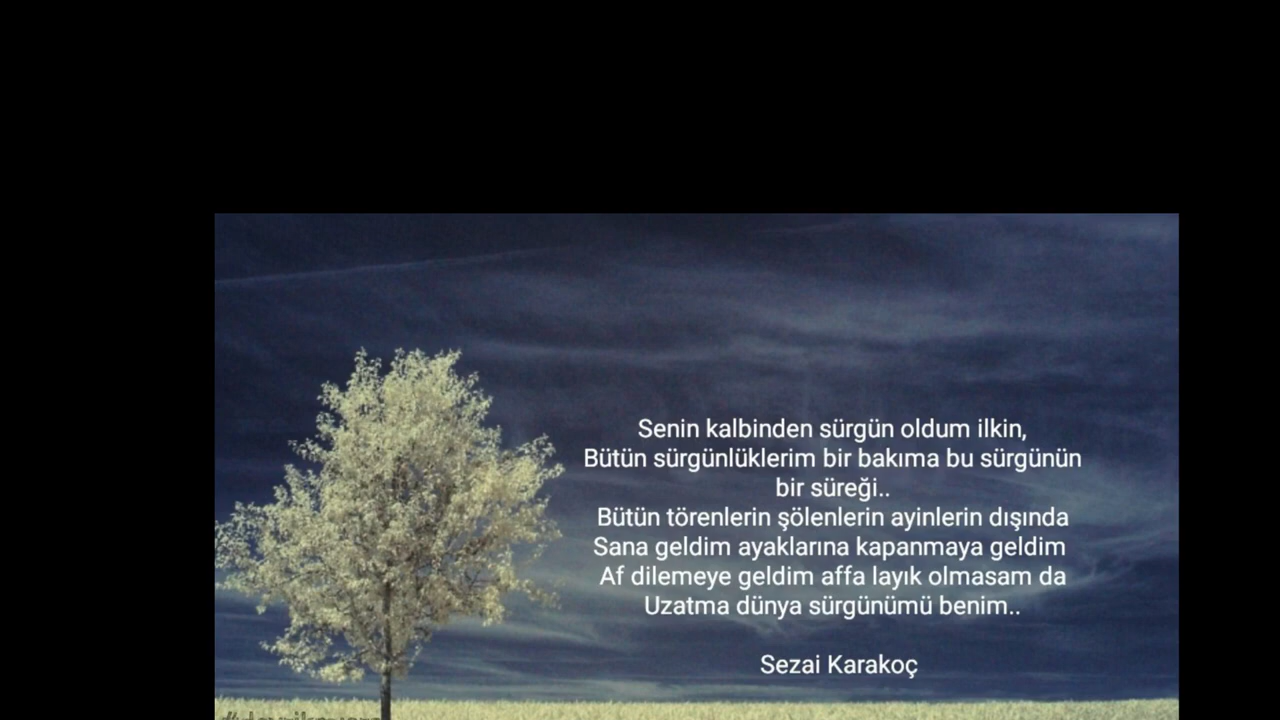 Senin kalbinden sürgün oldum ilkin,
Bütün sürgünlüklerim bir bakıma bu sürgünün
bir süreği..
Bütün törenlerin şölenlerin ayinlerin dışında
Sana geldim ayaklarına kapanmaya geldim
Af dilemeye geldim affa layık olmasam da
Uzatma dünya sürgünümü benim..
Sezai Karakoç